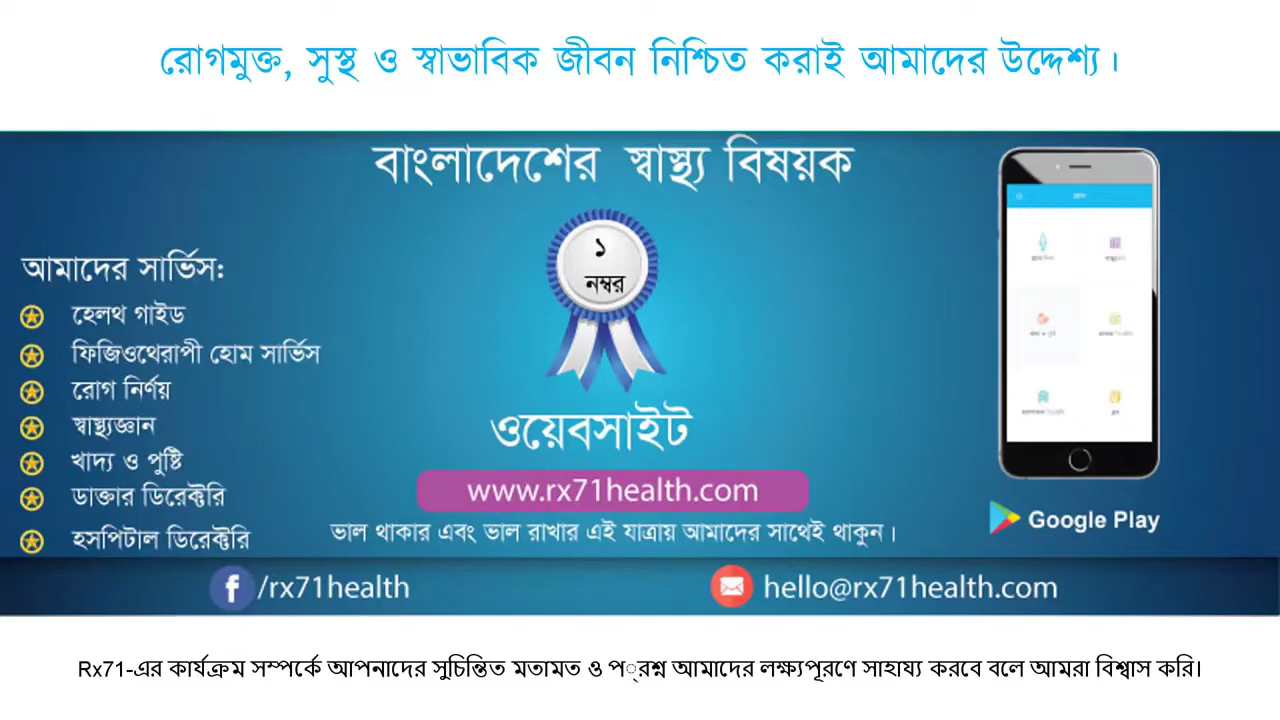 রোগমুক্ত, সুস্থ ও স্বাভাবিক জীবন নিশ্চিত করাই আমাদের উদ্দেশ্য।
বাংলাদেশের স্বাস্থ্য বিষয়ক
১
নম্বর
ওয়েবসাইট
www.rx71health.com
ভাল থাকার এবং ভাল রাখার এই যাত্রায় আমাদের সাথেই থাকুন।
আমাদের সার্ভিস:
হেলথ গাইড
ফিজিওথেরাপী হোম সার্ভিস
রোগ নির্ণয়
স্বাস্থ্যজ্ঞান
খাদ্য ও পুষ্টি
ডাক্তার ডিরেক্টরি
হসপিটাল ডিরেক্টরি
Google Play
/rx71health
hello@rx71health.com
Rx71-এর কার্যক্রম সম্পর্কে আপনাদের সুচিন্তিত মতামত ও প্রশ্ন আমাদের লক্ষ্যপূরণে সাহায্য করবে বলে আমরা বিশ্বাস করি।